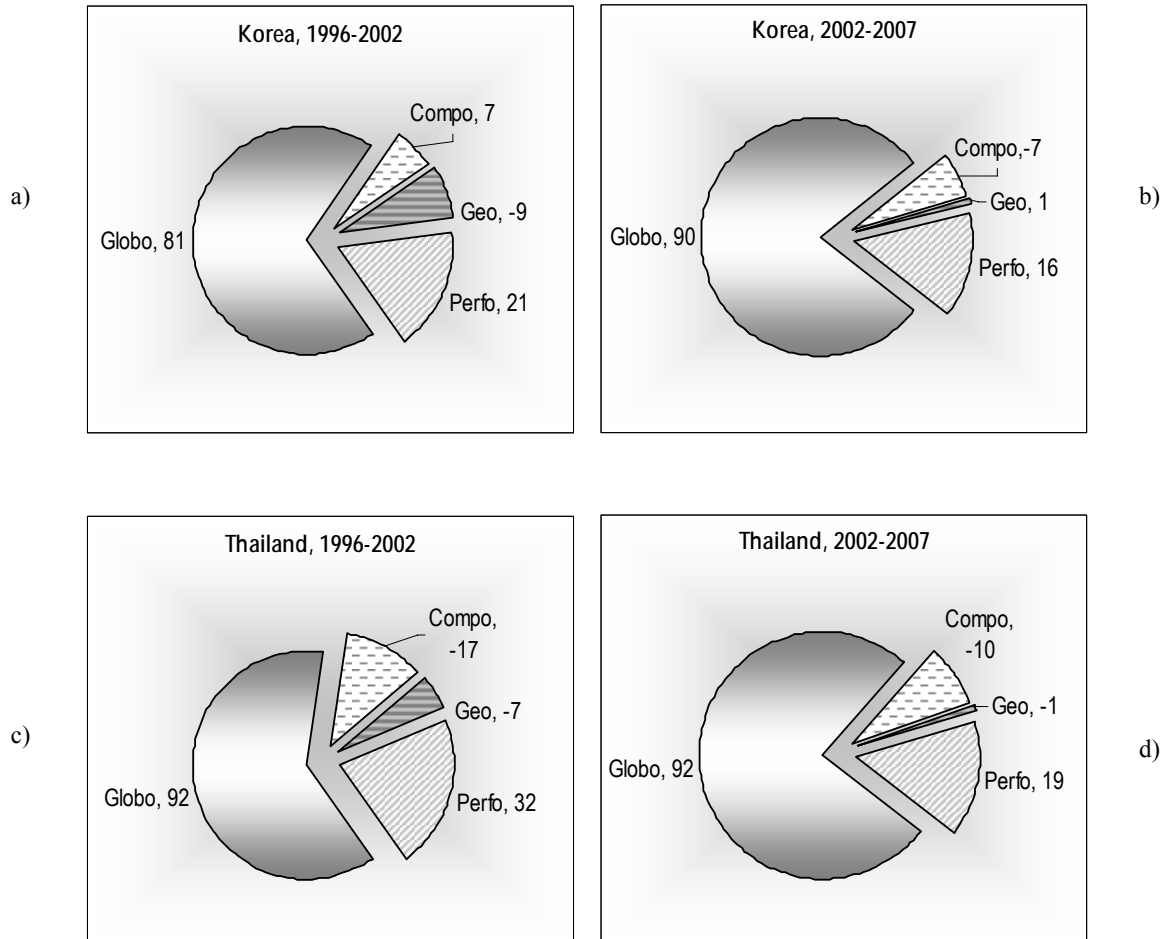 Korea, 1996-2002
Compo, 7
Geo, -9
Globo, 81
Perfo, 21
a)
Korea, 2002-2007
Compo,-7
Geo, 1
Globo, 90
Perfo, 16
b)
Thailand, 1996-2002
Compo,
-17
Geo, -7
Globo, 92
Perfo, 32
c)
Thailand, 2002-2007
Compo,
-10
Geo, -1
Globo, 92
Perfo, 19
d)